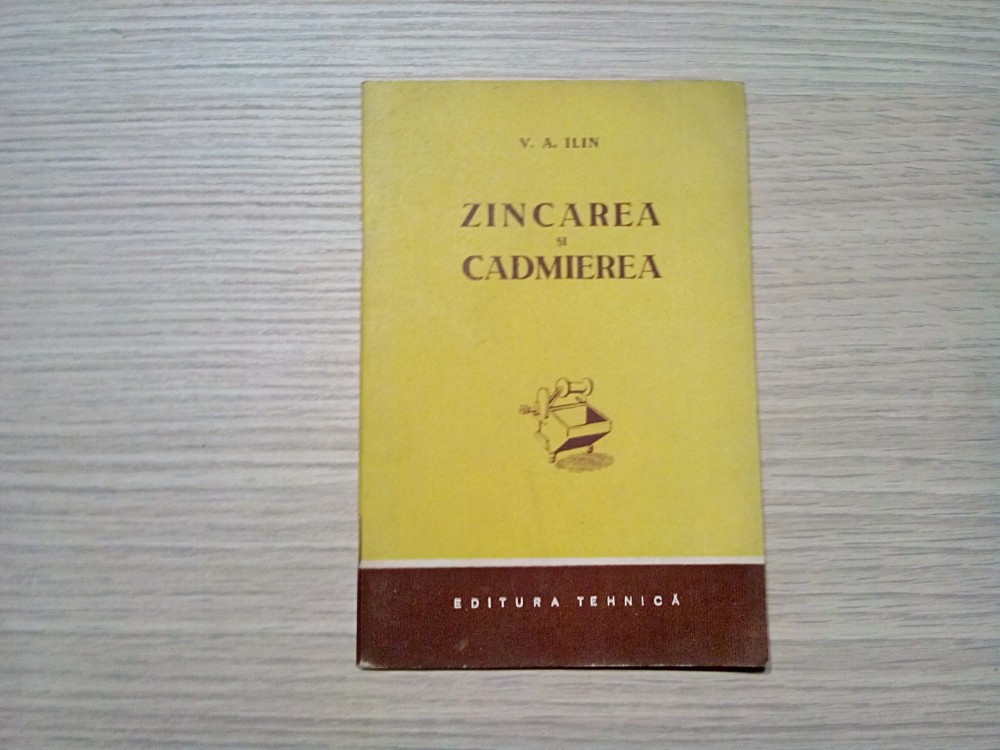 V. A. ILIN
ZINCAREA
ȘI
CADMIEREA
EDITURA TEHNICĂ